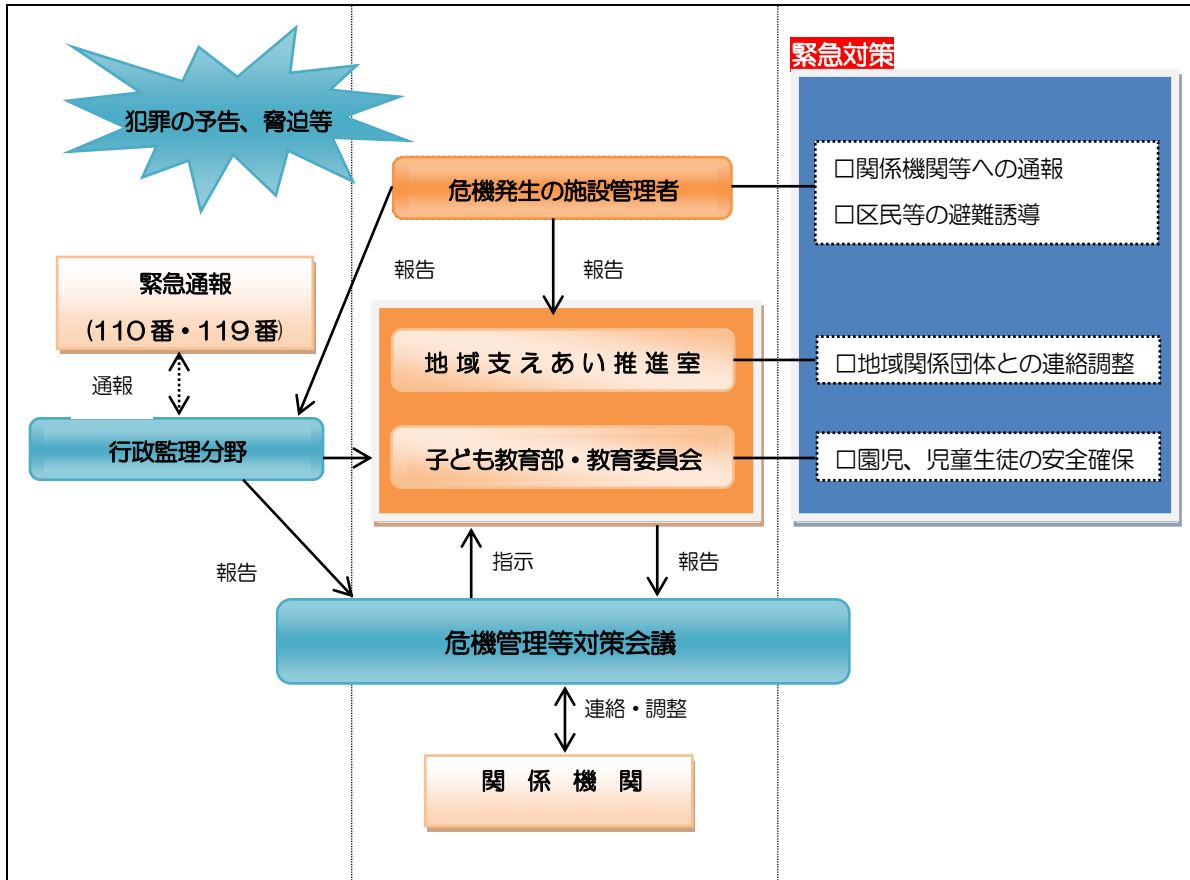 緊急対策
犯罪の予告、脅迫等
危機発生の施設管理者
□関係機関等への通報
□区民等の避難誘導
報告
報告
緊急通報
(110番・119番)
地域支えあい推進室
□地域関係団体との連絡調整
通報
行政監理分野
子ども教育部・教育委員会
□園児、児童生徒の安全確保
指示
報告
報告
危機管理等対策会議
連絡・調整
関係機関